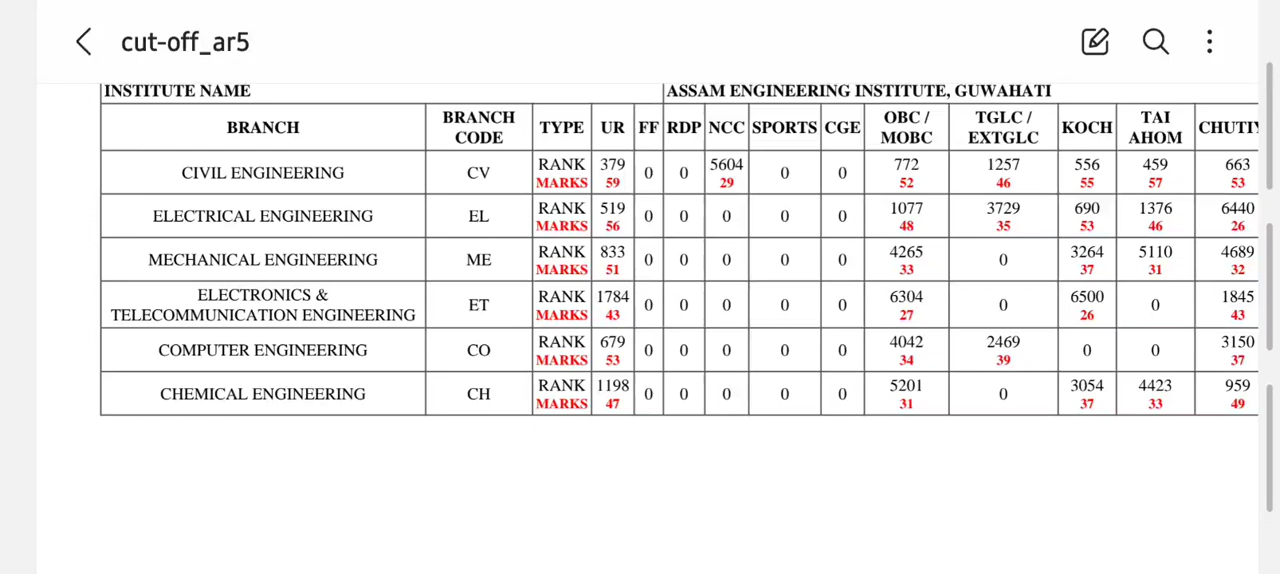 cut-off_ar5
INSTITUTE NAME ASSAM ENGINEERING INSTITUTE, GUWAHATI
BRANCH BRANCH CODE TYPE UR FF RDP NCC SPORTS CGE OBC / MOBC TGLC / EXTGLC KOCH TAI AHOM CHUTIY
CIVIL ENGINEERING CV RANK 379 0 0 5604 0 0 772 1257 556 459 663
MARKS 59 29 52 46 55 57 53
ELECTRICAL ENGINEERING EL RANK 519 0 0 0 0 0 1077 3729 690 1376 6440
MARKS 56 48 35 53 46 26
MECHANICAL ENGINEERING ME RANK 833 0 0 0 0 0 4265 0 3264 5110 4689
MARKS 51 33 37 31 32
ELECTRONICS & TELECOMMUNICATION ENGINEERING ET RANK 1784 0 0 0 0 0 6304 0 6500 0 1845
MARKS 43 27 26 43
COMPUTER ENGINEERING CO RANK 679 0 0 0 0 0 4042 2469 0 0 3150
MARKS 53 34 39 37
CHEMICAL ENGINEERING CH RANK 1198 0 0 0 0 0 5201 0 3054 4423 959
MARKS 47 31 37 33 49